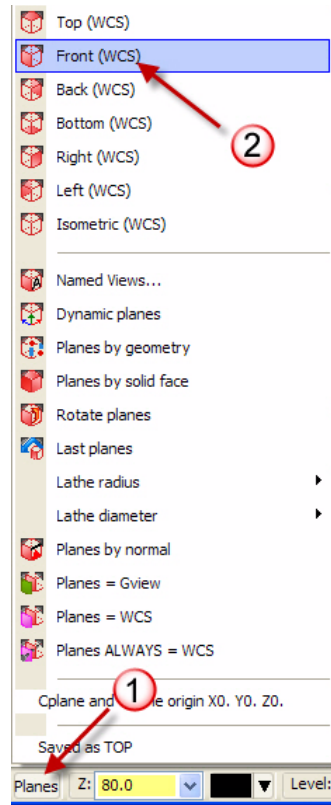 Top (WCS)
Front (WCS)
Back (WCS)
Bottom (WCS)
2
Right (WCS)
Left (WCS)
Isometric (WCS)
Named Views...
Dynamic planes
Planes by geometry
Planes by solid face
Rotate planes
Last planes
Lathe radius
Lathe diameter
Planes by normal
Planes = Gview
Planes = WCS
Planes ALWAYS = WCS
1
Cplane and origin X0. Y0. Z0.
Saved as TOP
Planes Z: 80.0 Level: